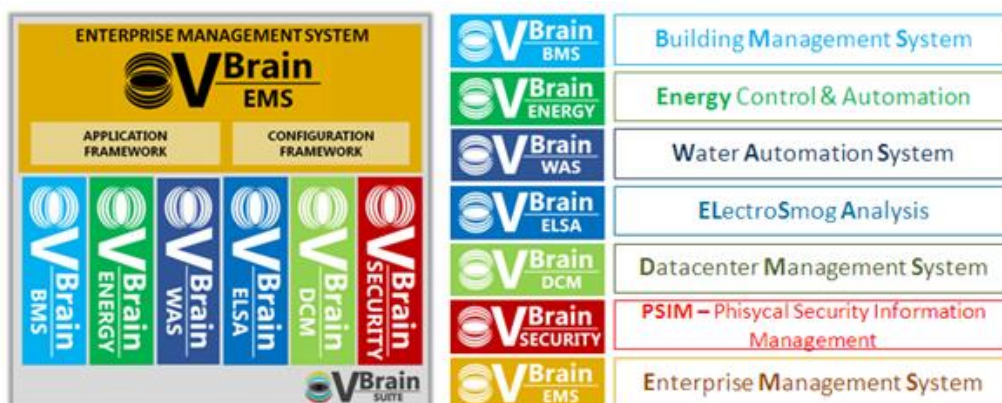 ENTERPRISE MANAGEMENT SYSTEM
VBrain
EMS
APPLICATION FRAMEWORK
CONFIGURATION FRAMEWORK
VBrain BMS
VBrain ENERGY
VBrain WAS
VBrain ELSA
VBrain DCM
VBrain SECURITY
VBrain
SUITE
VBrain
BMS
Building Management System
VBrain
ENERGY
Energy Control & Automation
VBrain
WAS
Water Automation System
VBrain
ELSA
ELectroSmog Analysis
VBrain
DCM
Datacenter Management System
VBrain
SECURITY
PSIM – Phisycal Security Information
Management
VBrain
EMS
Enterprise Management System